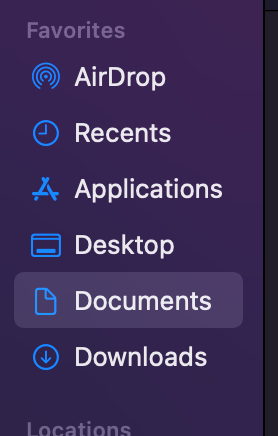 Favorites
AirDrop
Recents
Applications
Desktop
Documents
Downloads
Locations